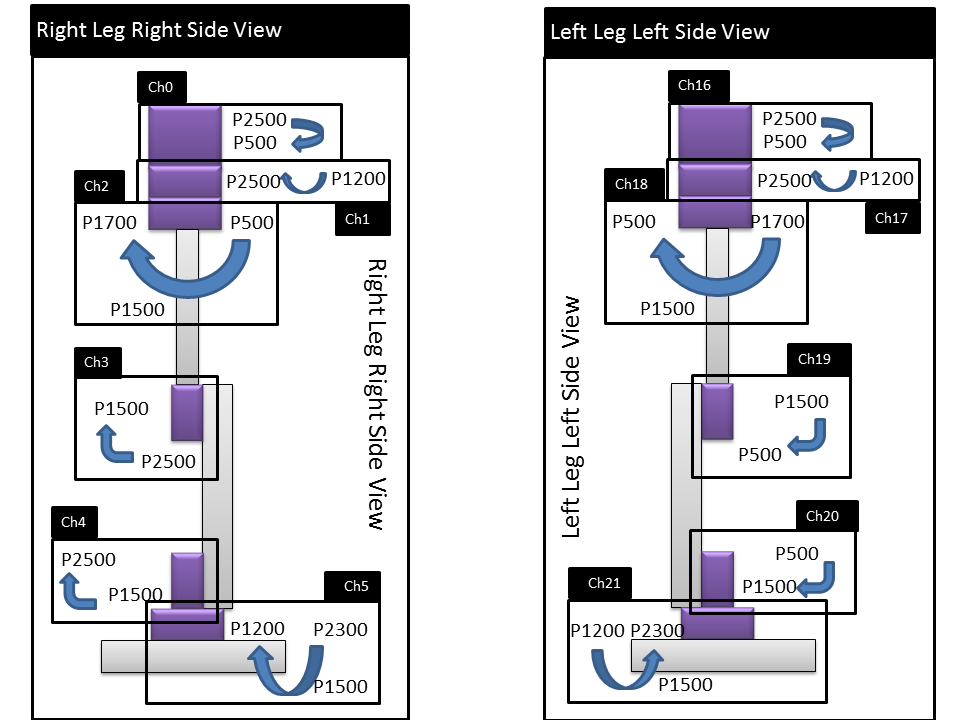 Right Leg Right Side View
Ch0
P2500
P500
P2500 P1200
Ch2
Ch1
P1700 P500
P1500
Right Leg Right Side View
Ch3
P1500
P2500
Ch4
P2500
P1500
Ch5
P1200 P2300
P1500
Left Leg Left Side View
Ch16
P2500
P500
P2500 P1200
Ch18
Ch17
P500 P1700
P1500
Left Leg Left Side View
Ch19
P1500
P500
Ch20
P500
P1500
Ch21
P1200 P2300
P1500